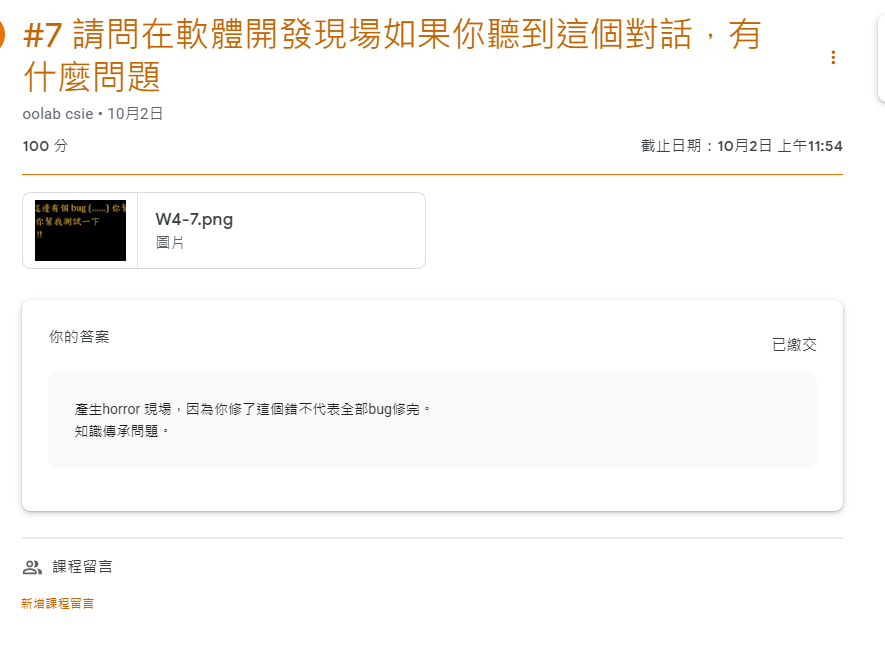 #7 請問在軟體開發現場如果你聽到這個對話，有
什麼問題
oolab csie • 10月2日
100 分
截止日期：10月2日 上午11:54
這邊有個 bug (......) 你幫
你幫我測試一下
!!
W4-7.png
圖片
你的答案
已繳交
產生horror 現場，因為你修了這個錯不代表全部bug修完。
知識傳承問題。
課程留言
新增課程留言